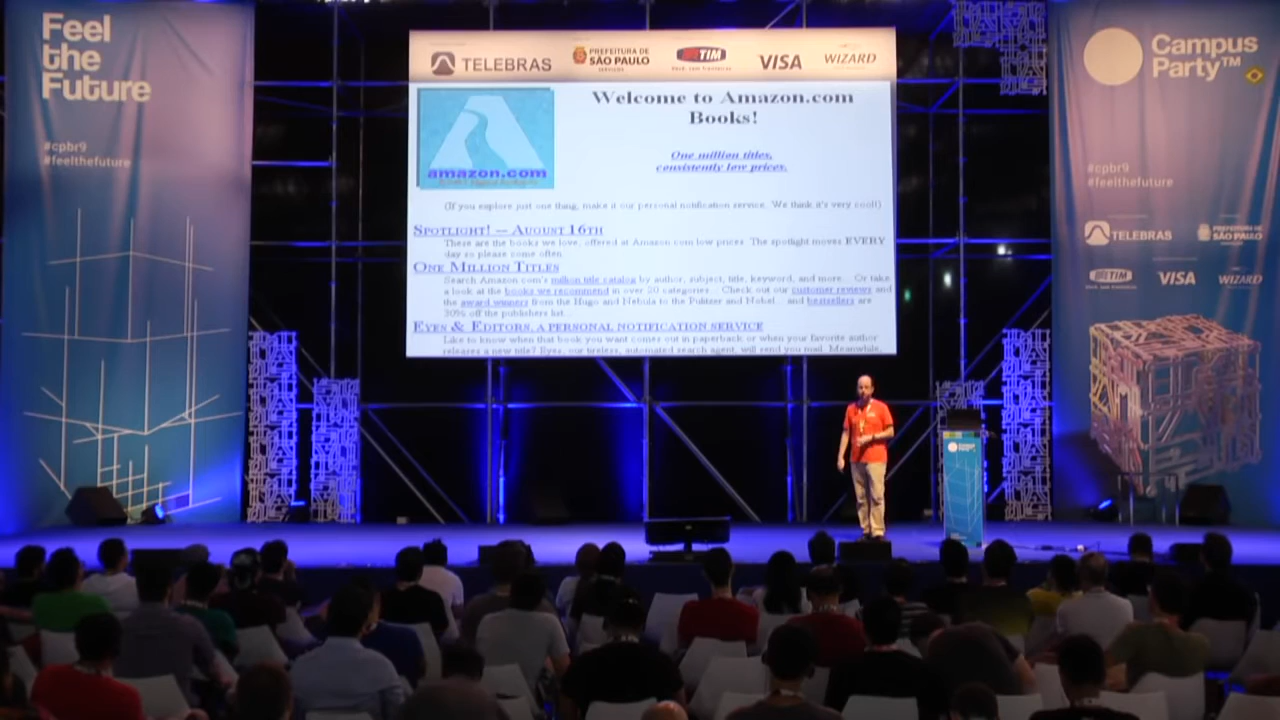 Feel
the
Future
#cpbr9
#feelthefuture
TELEBRAS
PREFEITURA DE
SÃO PAULO
TIM
VISA
WIZARD
amazon.com
Welcome to Amazon.com
Books!
One million titles,
consistently low prices.
(If you explore just one thing, make it our personal notification service. We think it's very cool!)
SPOTLIGHT! -- AUGUST 16TH
These are the books we love, offered at Amazon.com low prices. The spotlight moves EVERY
day so please come often.
ONE MILLION TITLES
Search Amazon.com's million title catalog by author, subject, title, keyword, and more... Or take
a look at the books we recommend in over 20 categories... Check out our customer reviews and
the award winners from the Hugo and Nebula to the Pulitzer and Nobel... and bestsellers are
30% off the publishers list...
EYES & EDITORS, A PERSONAL NOTIFICATION SERVICE
Like to know when that book you want comes out in paperback or when your favorite author
releases a new title? Eyes, our tireless, automated search agent, will send you mail. Meanwhile,
Campus
Party™
#cpbr9
#feelthefuture
TELEBRAS
PREFEITURA DE
SÃO PAULO
TIM
VISA
WIZARD
Campus
Party